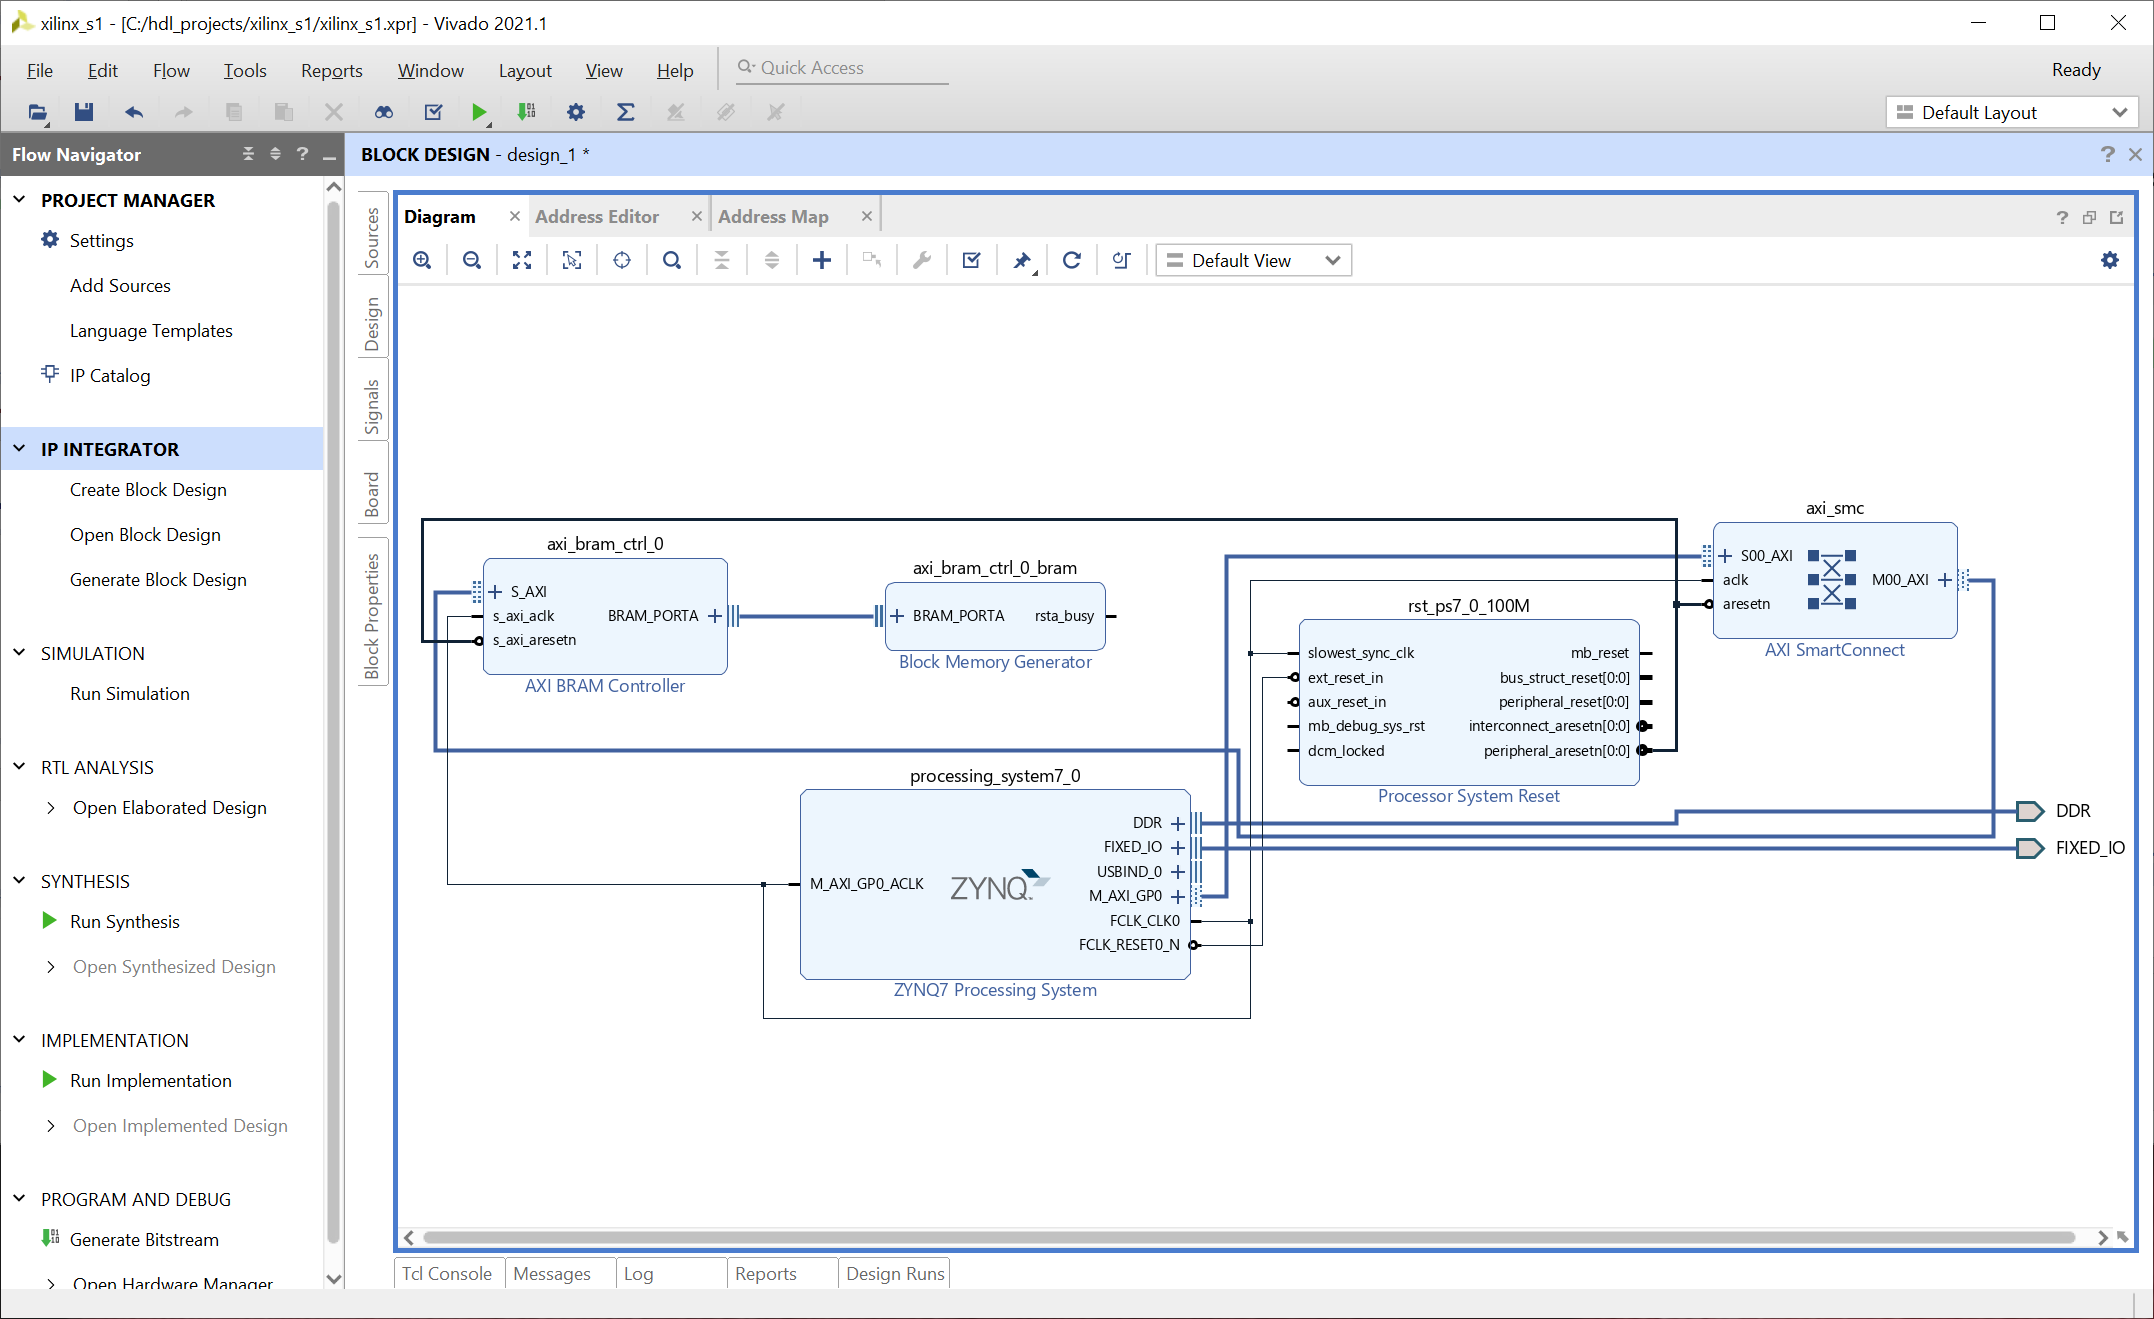 xilinx_s1 - [C:/hdl_projects/xilinx_s1/xilinx_s1.xpr] - Vivado 2021.1
File Edit Flow Tools Reports Window Layout View Help Quick Access Ready
Default Layout
Flow Navigator
BLOCK DESIGN - design_1 *
PROJECT MANAGER
Settings
Add Sources
Language Templates
IP Catalog
IP INTEGRATOR
Create Block Design
Open Block Design
Generate Block Design
SIMULATION
Run Simulation
RTL ANALYSIS
Open Elaborated Design
SYNTHESIS
Run Synthesis
Open Synthesized Design
IMPLEMENTATION
Run Implementation
Open Implemented Design
PROGRAM AND DEBUG
Generate Bitstream
Open Hardware Manager
Sources
Design
Signals
Board
Block Properties
Diagram Address Editor Address Map
Default View
axi_bram_ctrl_0
S_AXI
s_axi_aclk
s_axi_aresetn
BRAM_PORTA
AXI BRAM Controller
axi_bram_ctrl_0_bram
BRAM_PORTA
rsta_busy
Block Memory Generator
rst_ps7_0_100M
slowest_sync_clk
ext_reset_in
aux_reset_in
mb_debug_sys_rst
dcm_locked
mb_reset
bus_struct_reset[0:0]
peripheral_reset[0:0]
interconnect_aresetn[0:0]
peripheral_aresetn[0:0]
Processor System Reset
axi_smc
S00_AXI
aclk
aresetn
M00_AXI
AXI SmartConnect
processing_system7_0
M_AXI_GP0_ACLK
ZYNQ
DDR
FIXED_IO
USBIND_0
M_AXI_GP0
FCLK_CLK0
FCLK_RESET0_N
ZYNQ7 Processing System
DDR
FIXED_IO
Tcl Console Messages Log Reports Design Runs